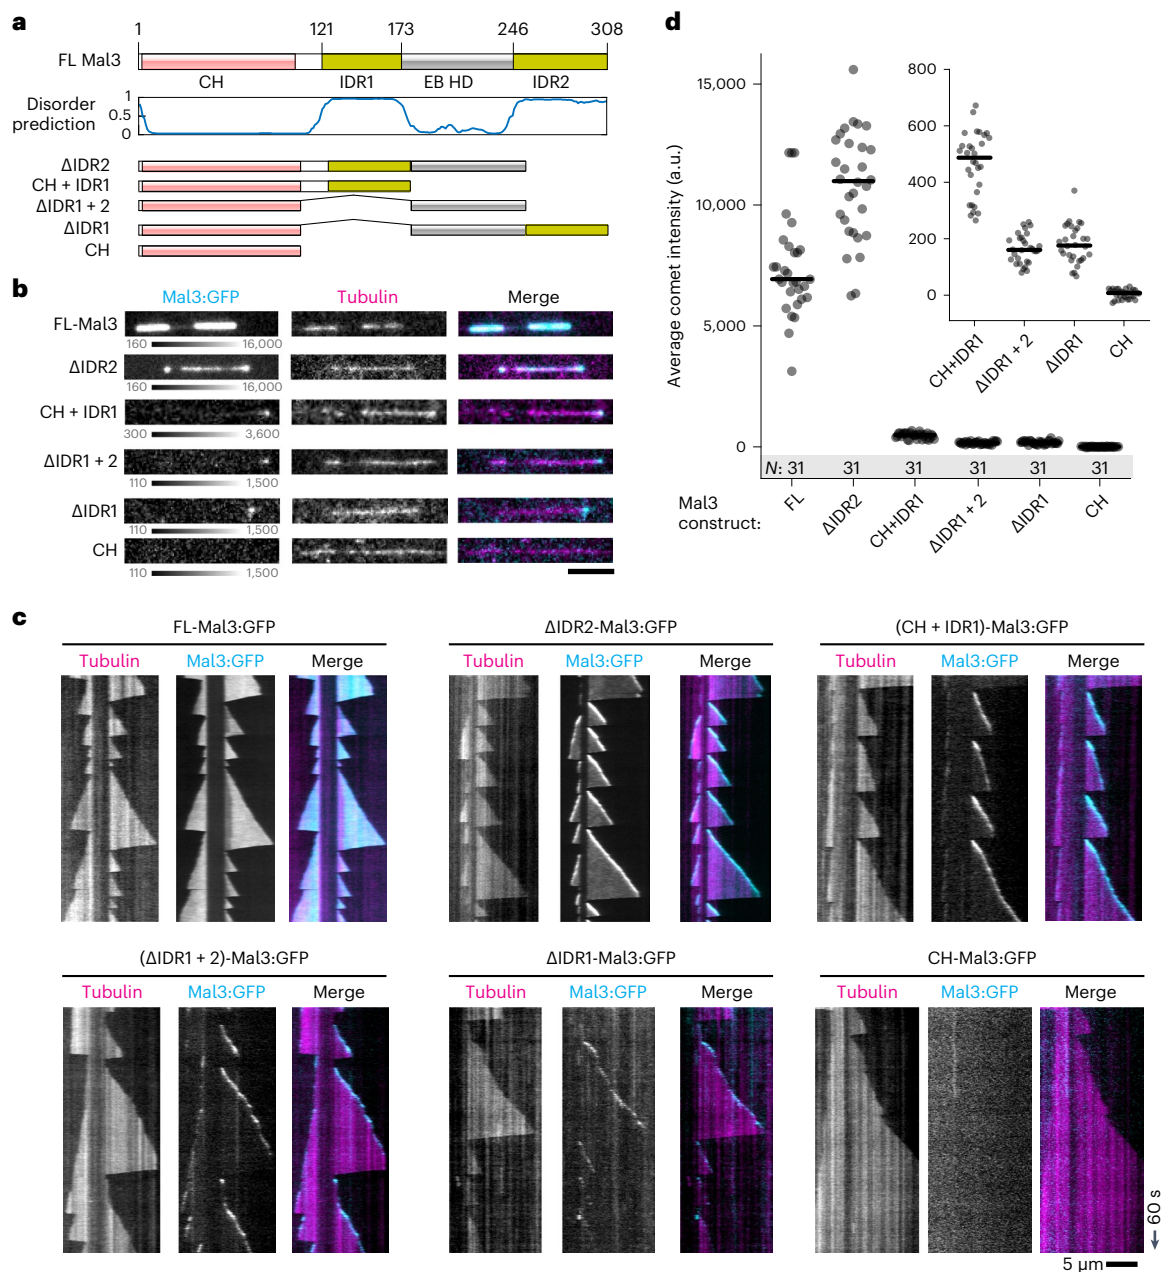 a
1 121 173 246 308
FL Mal3
CH IDR1 EB HD IDR2
Disorder prediction
1
0.5
0
ΔIDR2
CH + IDR1
ΔIDR1 + 2
ΔIDR1
CH
b
Mal3:GFP Tubulin Merge
FL-Mal3
160 16,000
ΔIDR2
160 16,000
CH + IDR1
300 3,600
ΔIDR1 + 2
110 1,500
ΔIDR1
110 1,500
CH
110 1,500
d
Average comet intensity (a.u.)
15,000
10,000
5,000
0
N: 31 31 31 31 31 31
Mal3 construct:
FL ΔIDR2 CH+IDR1 ΔIDR1 + 2 ΔIDR1 CH
800
600
400
200
0
CH+IDR1 ΔIDR1 + 2 ΔIDR1 CH
c
FL-Mal3:GFP ΔIDR2-Mal3:GFP (CH + IDR1)-Mal3:GFP
Tubulin Mal3:GFP Merge Tubulin Mal3:GFP Merge Tubulin Mal3:GFP Merge
(ΔIDR1 + 2)-Mal3:GFP ΔIDR1-Mal3:GFP CH-Mal3:GFP
Tubulin Mal3:GFP Merge Tubulin Mal3:GFP Merge Tubulin Mal3:GFP Merge
60 s
5 µm